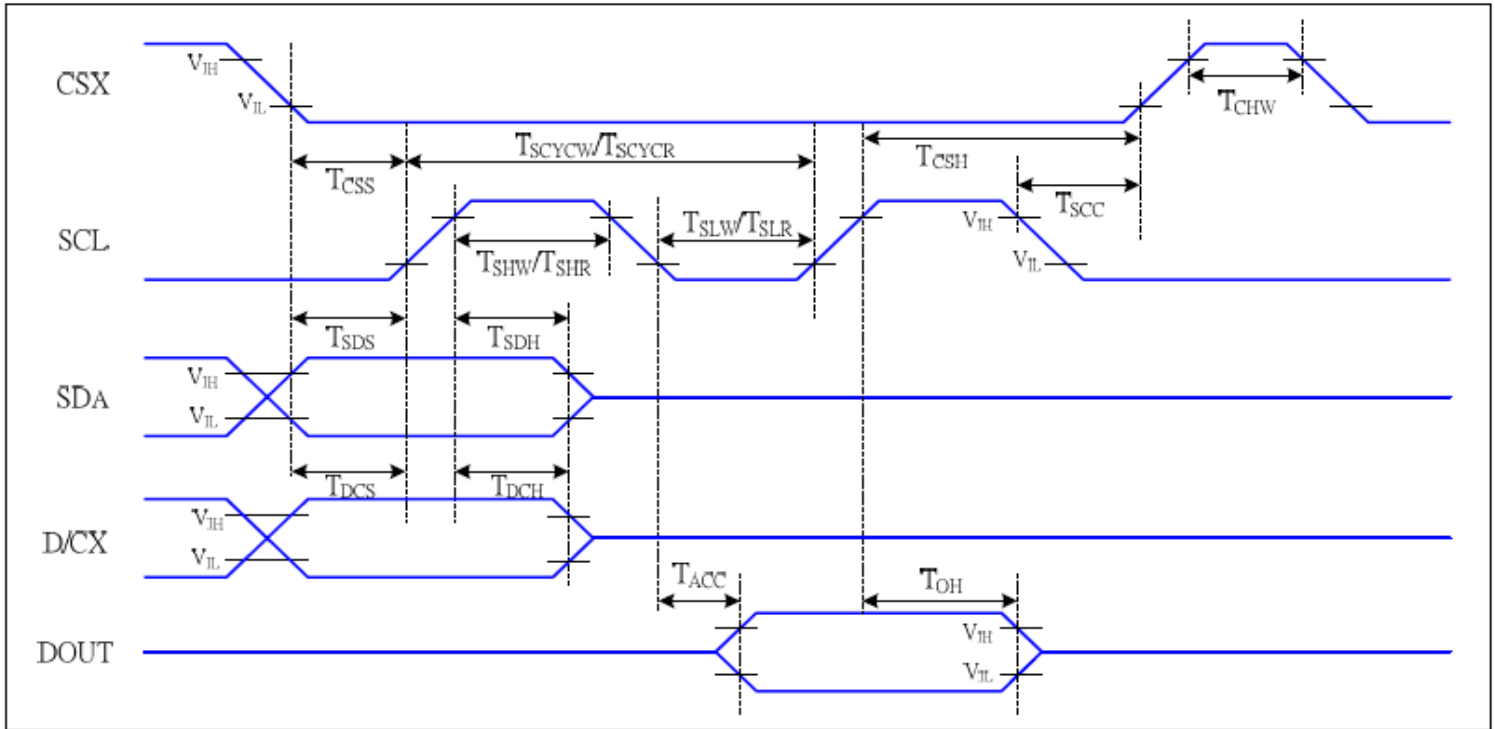 CSX
VIH
VIL
TCHW
TSCYCW/TSCYCR
TCSH
TCSS
TSCC
SCL
TSLW/TSLR
VIH
TSHW/TSHR
VIL
TSDS
TSDH
VIH
SDA
VIL
TDCS
TDCH
VIH
D/CX
VIL
TACC
TOH
VIH
DOUT
VIL